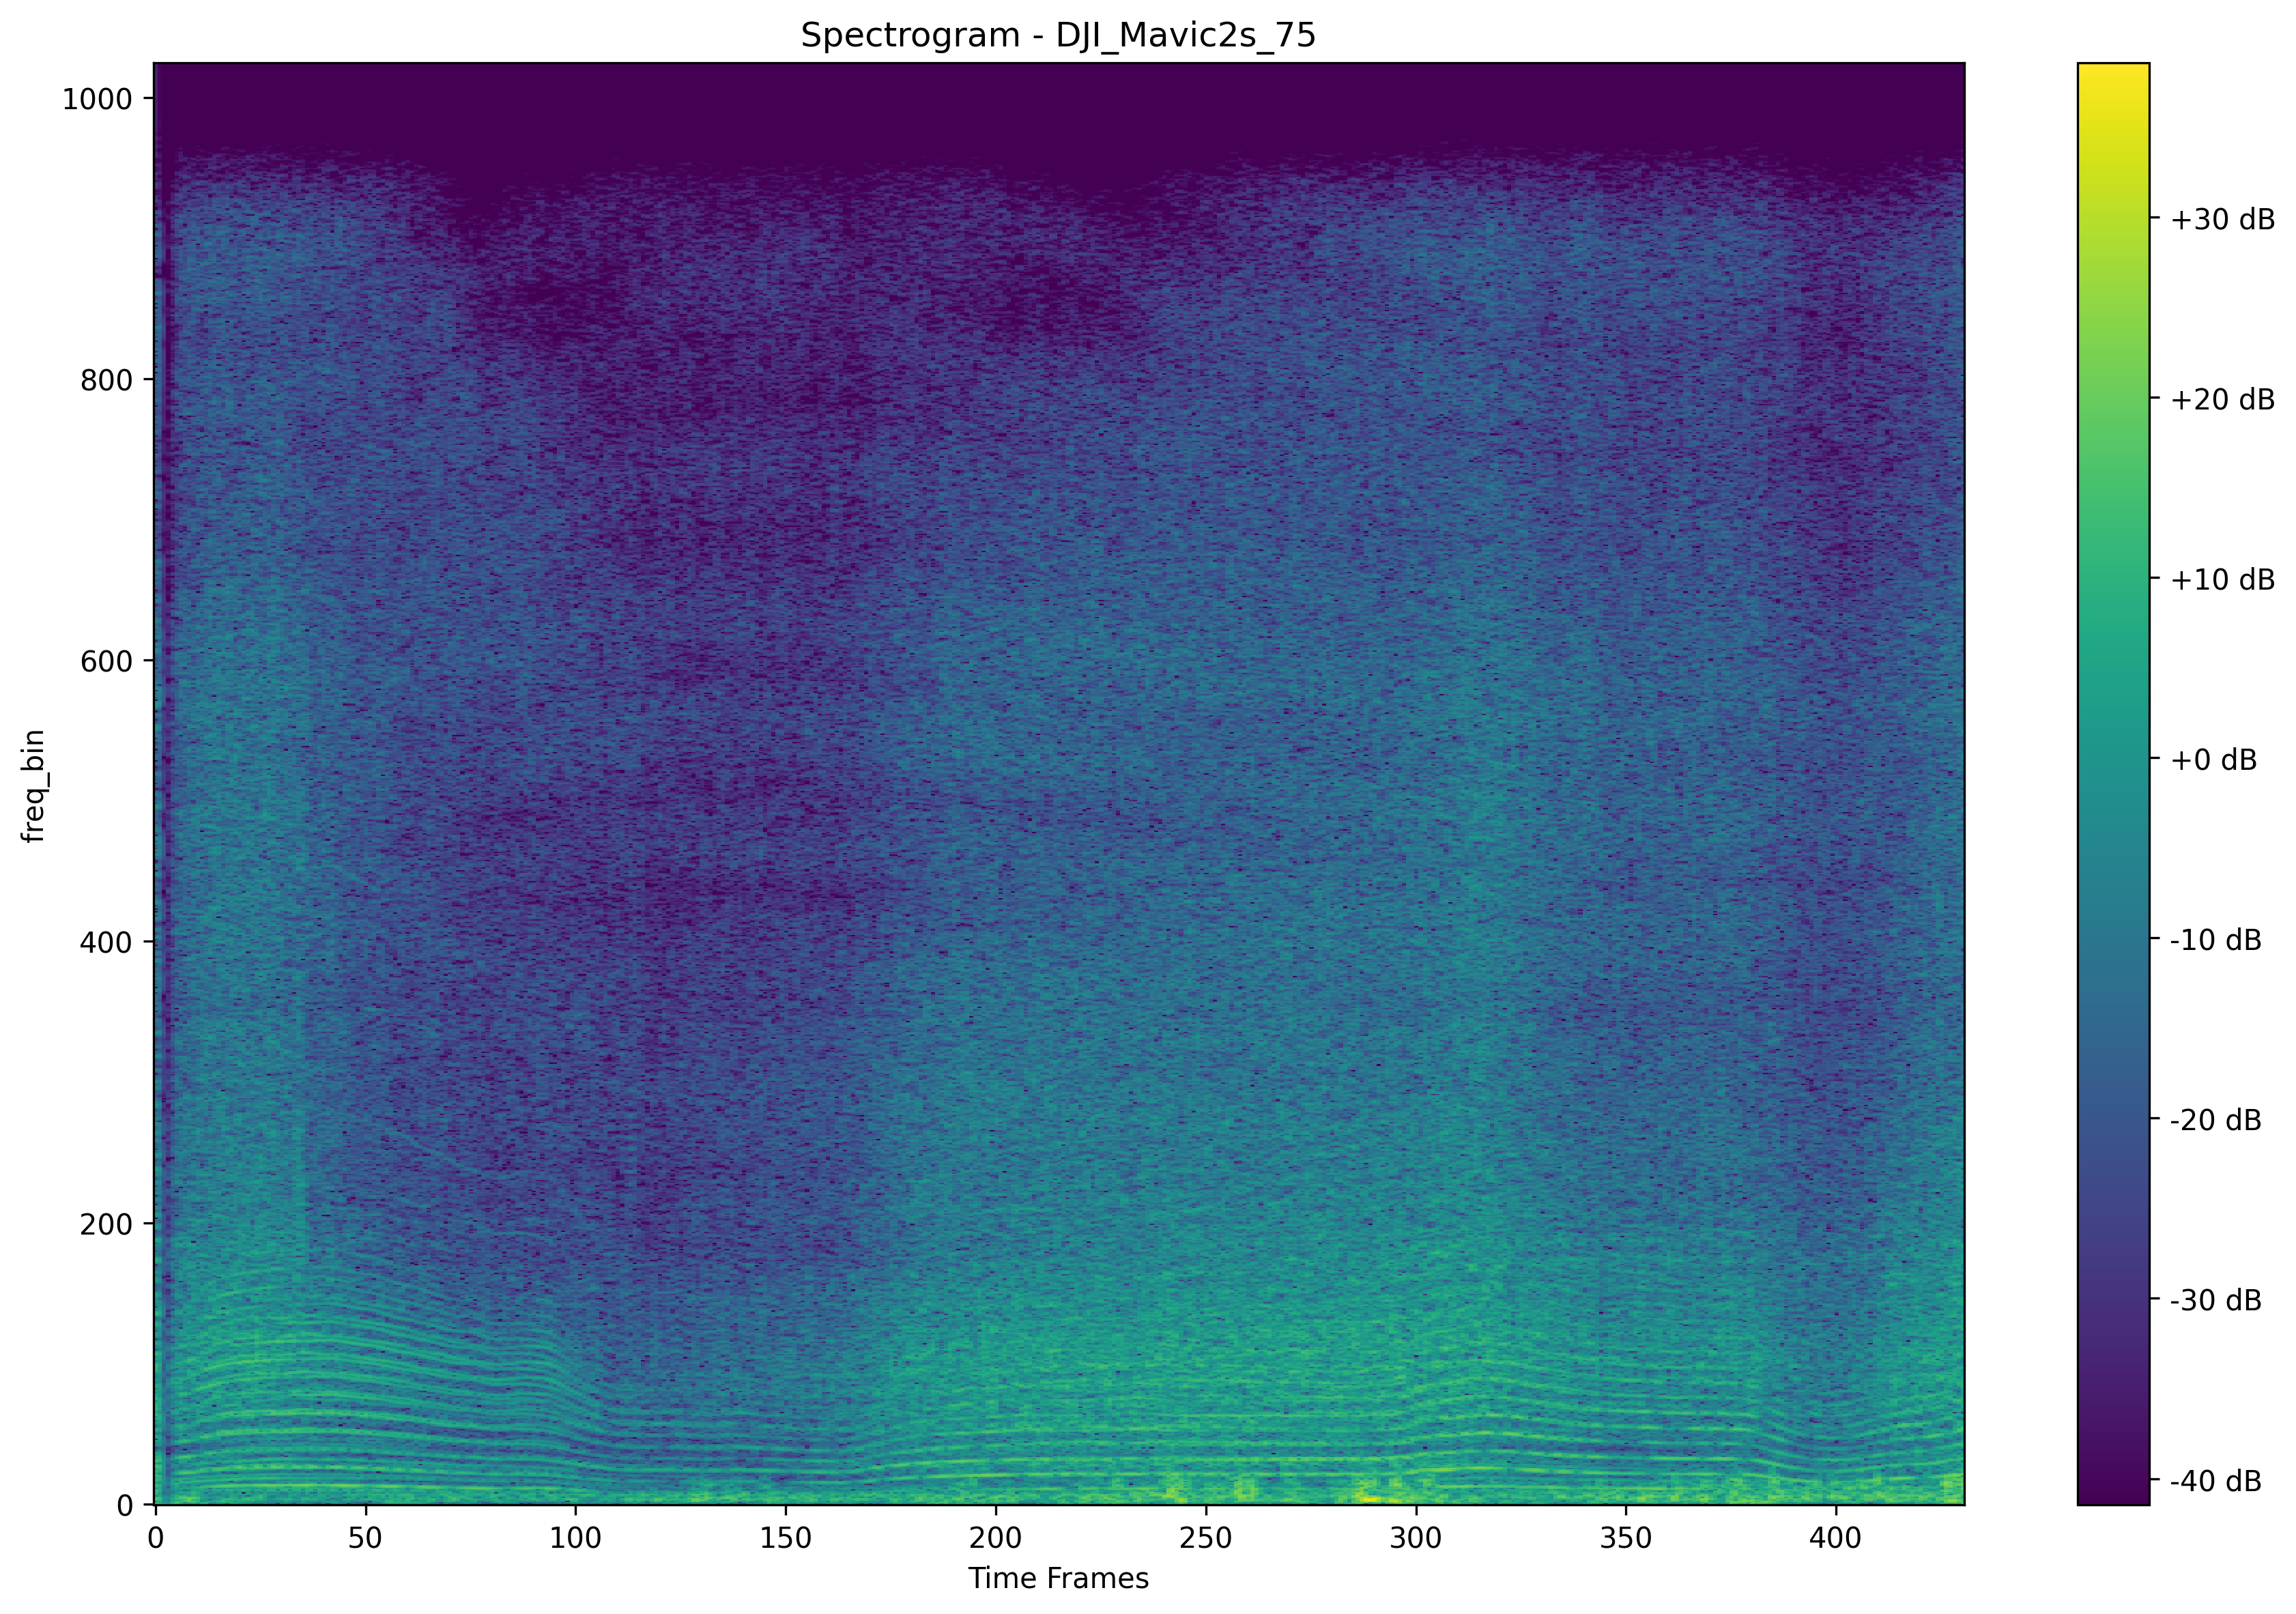 Spectrogram - DJI_Mavic2s_75
1000
800
600
400
200
0
freq_bin
0 50 100 150 200 250 300 350 400
Time Frames
+30 dB
+20 dB
+10 dB
+0 dB
-10 dB
-20 dB
-30 dB
-40 dB